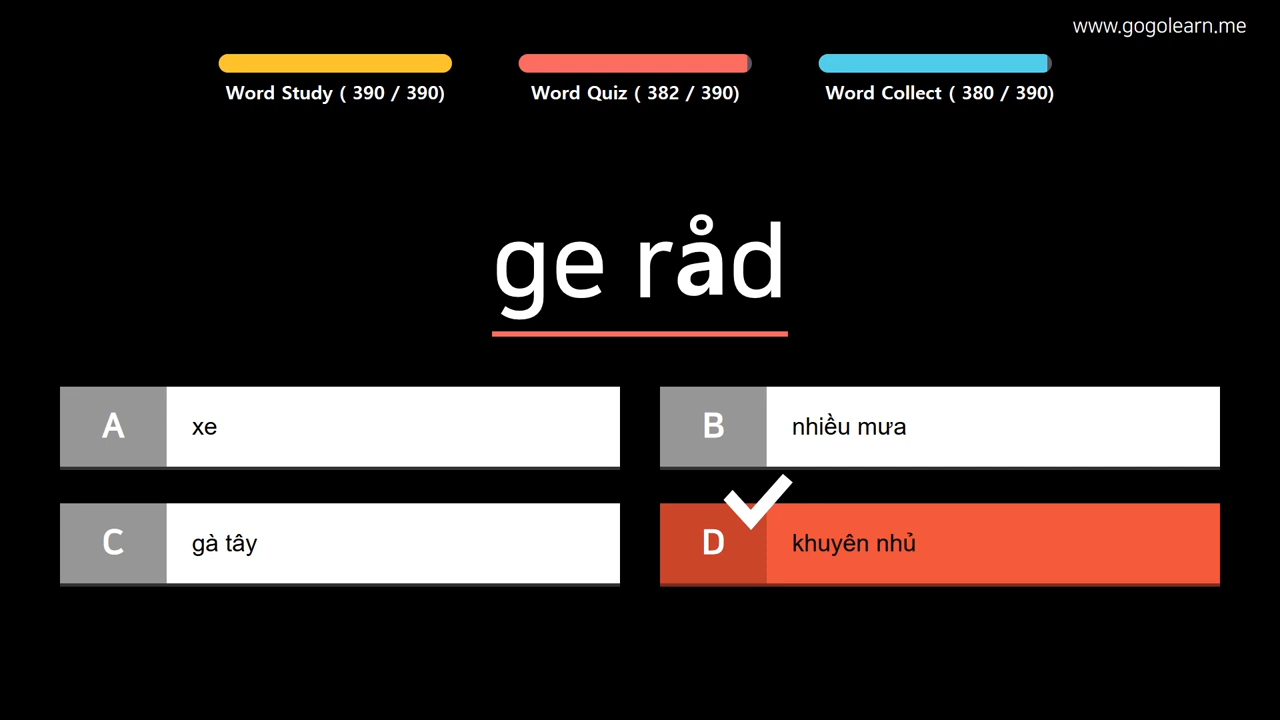 www.gogolearn.me
Word Study ( 390 / 390)
Word Quiz ( 382 / 390)
Word Collect ( 380 / 390)
ge råd
A
xe
B
nhiều mưa
C
gà tây
D
khuyên nhủ